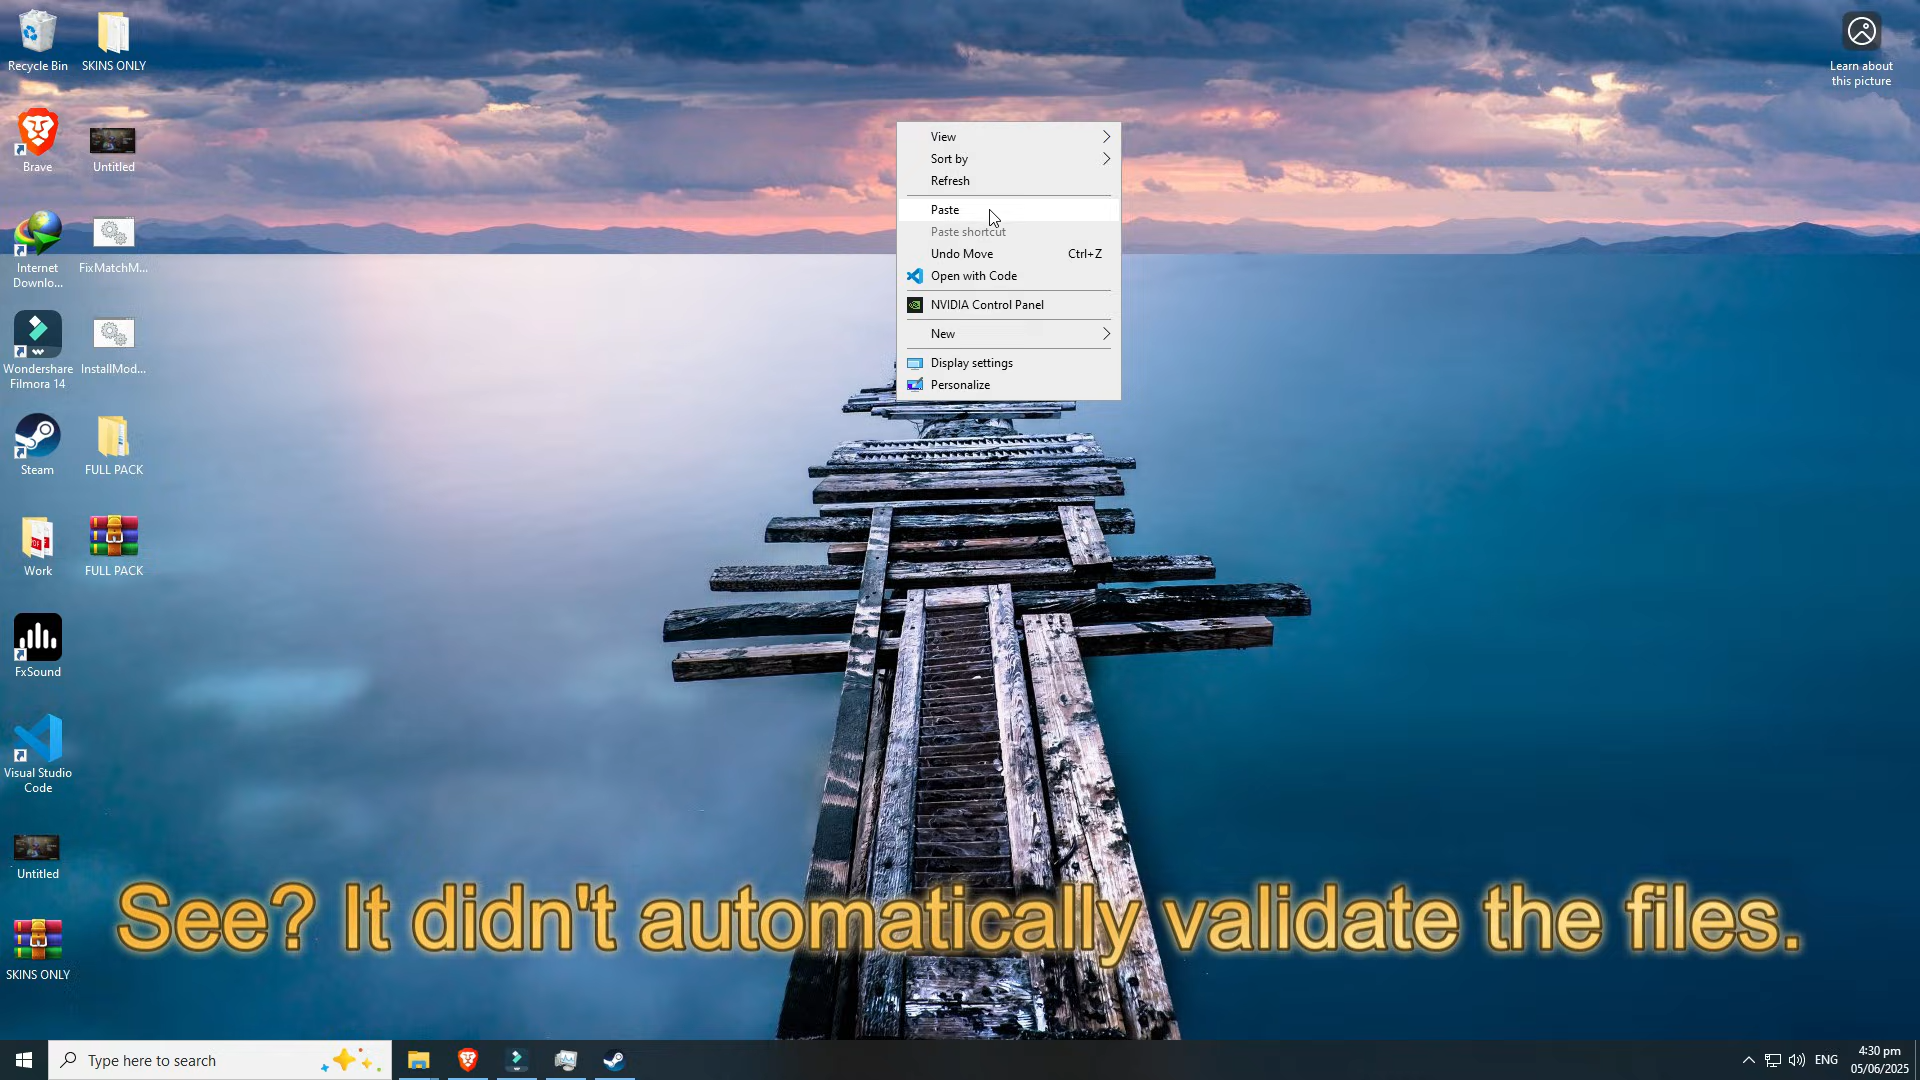 Recycle Bin
SKINS ONLY
Brave
Untitled
Internet
Downlo...
FixMatchM...
Wondershare
Filmora 14
InstallMod...
Steam
FULL PACK
Work
FULL PACK
FxSound
Visual Studio
Code
Untitled
SKINS ONLY
Learn about
this picture
View
Sort by
Refresh
Paste
Paste shortcut
Undo Move Ctrl+Z
Open with Code
NVIDIA Control Panel
New
Display settings
Personalize
See? It didn't automatically validate the files.
Type here to search
ENG
4:30 pm
05/06/2025